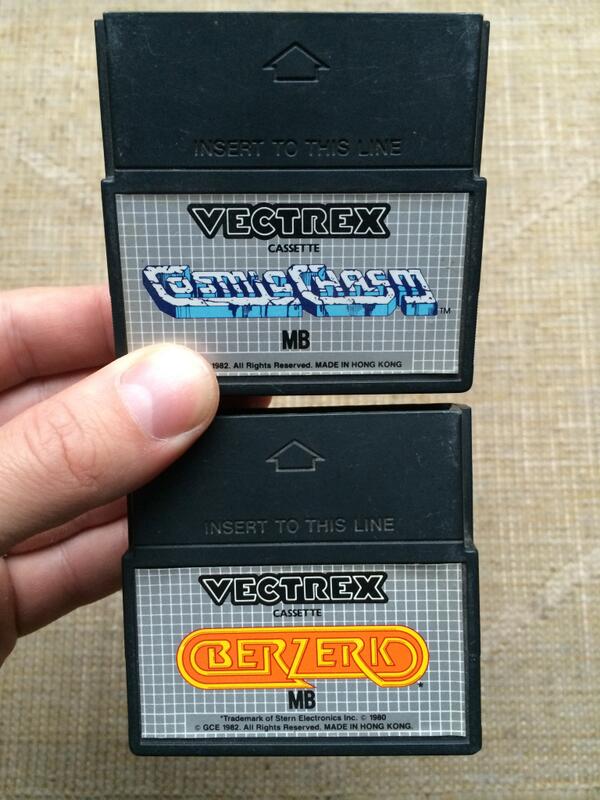 INSERT TO THIS LINE
VECTREX
CASSETTE
COSMIC CHASM TM
MB
1982. All Rights Reserved. MADE IN HONG KONG
INSERT TO THIS LINE
VECTREX
CASSETTE
BERZERK *
MB
*Trademark of Stern Electronics Inc. © 1980
© GCE 1982. All Rights Reserved. MADE IN HONG KONG.